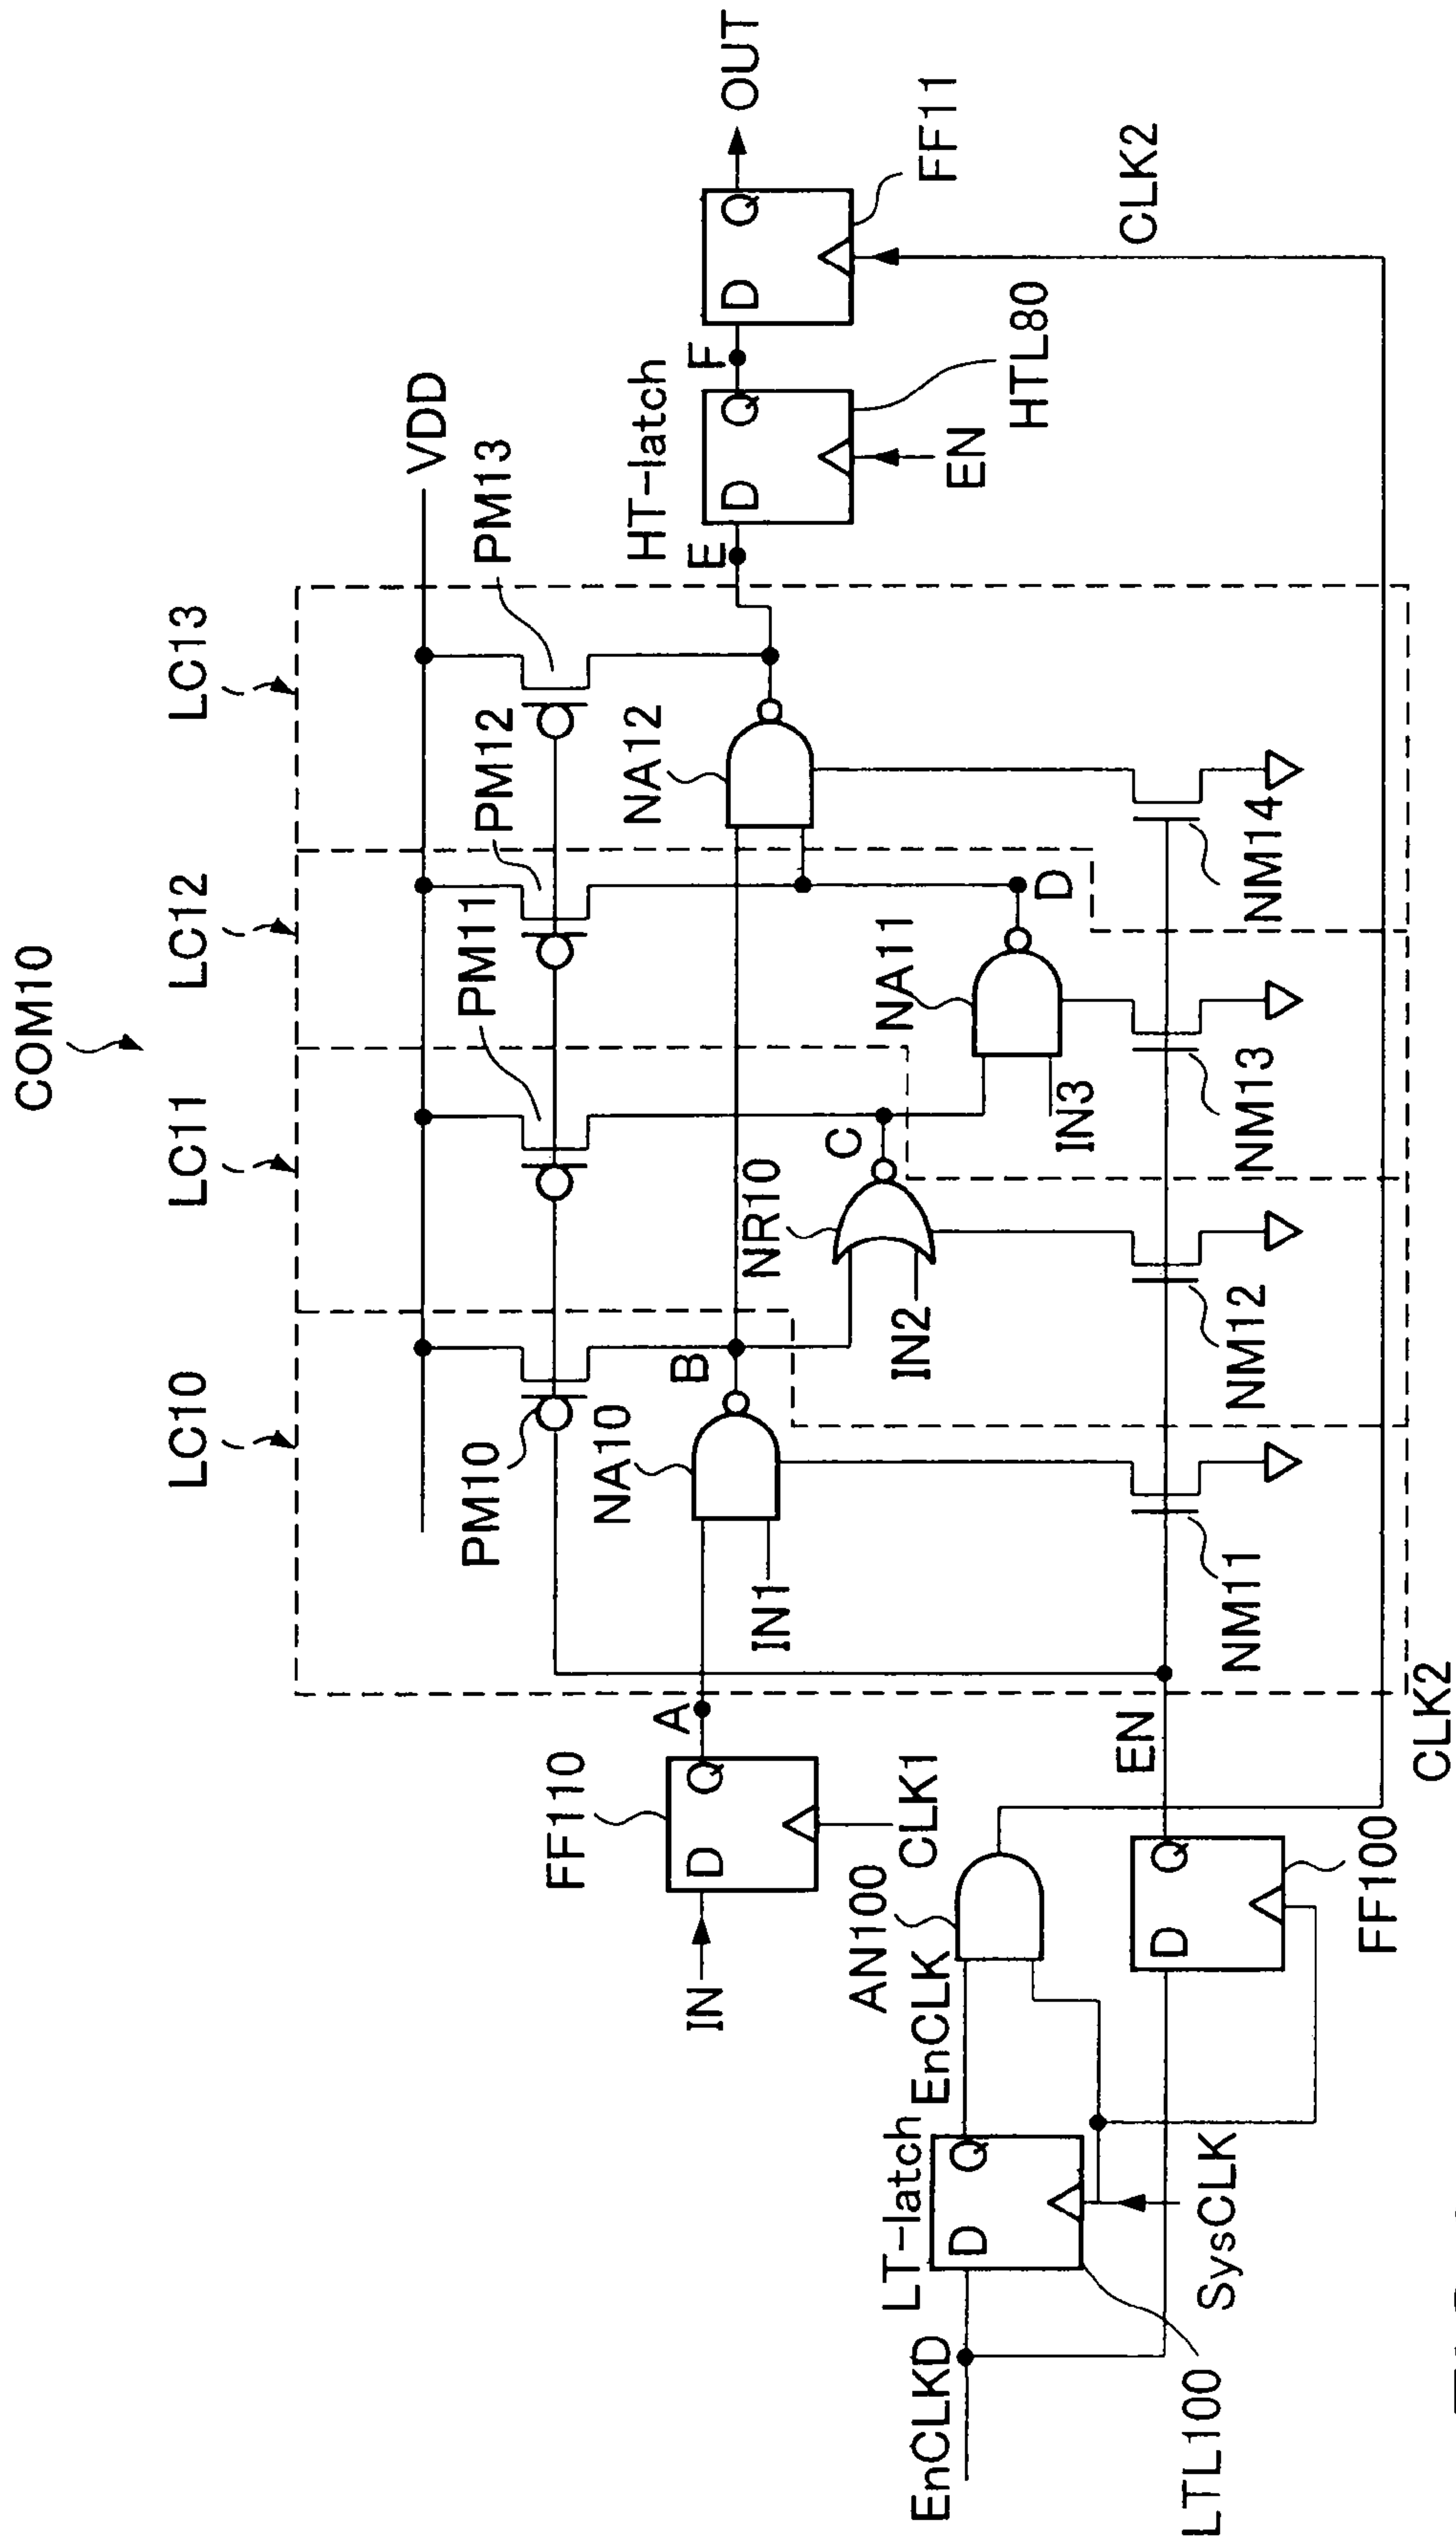 COM10
LC10
LC11
LC12
LC13
VDD
PM10
PM11
PM12
PM13
NA10
B
NR10
C
NA11
D
NA12
E
HT-latch
F
D
Q
HTL80
EN
D
Q
OUT
FF11
CLK2
IN
FF110
D
Q
A
CLK1
IN1
IN2
IN3
NM11
NM12
NM13
NM14
EnCLKD
LT-latch
D
Q
EnCLK
AN100
LTL100
SysCLK
D
Q
FF100
EN
CLK2